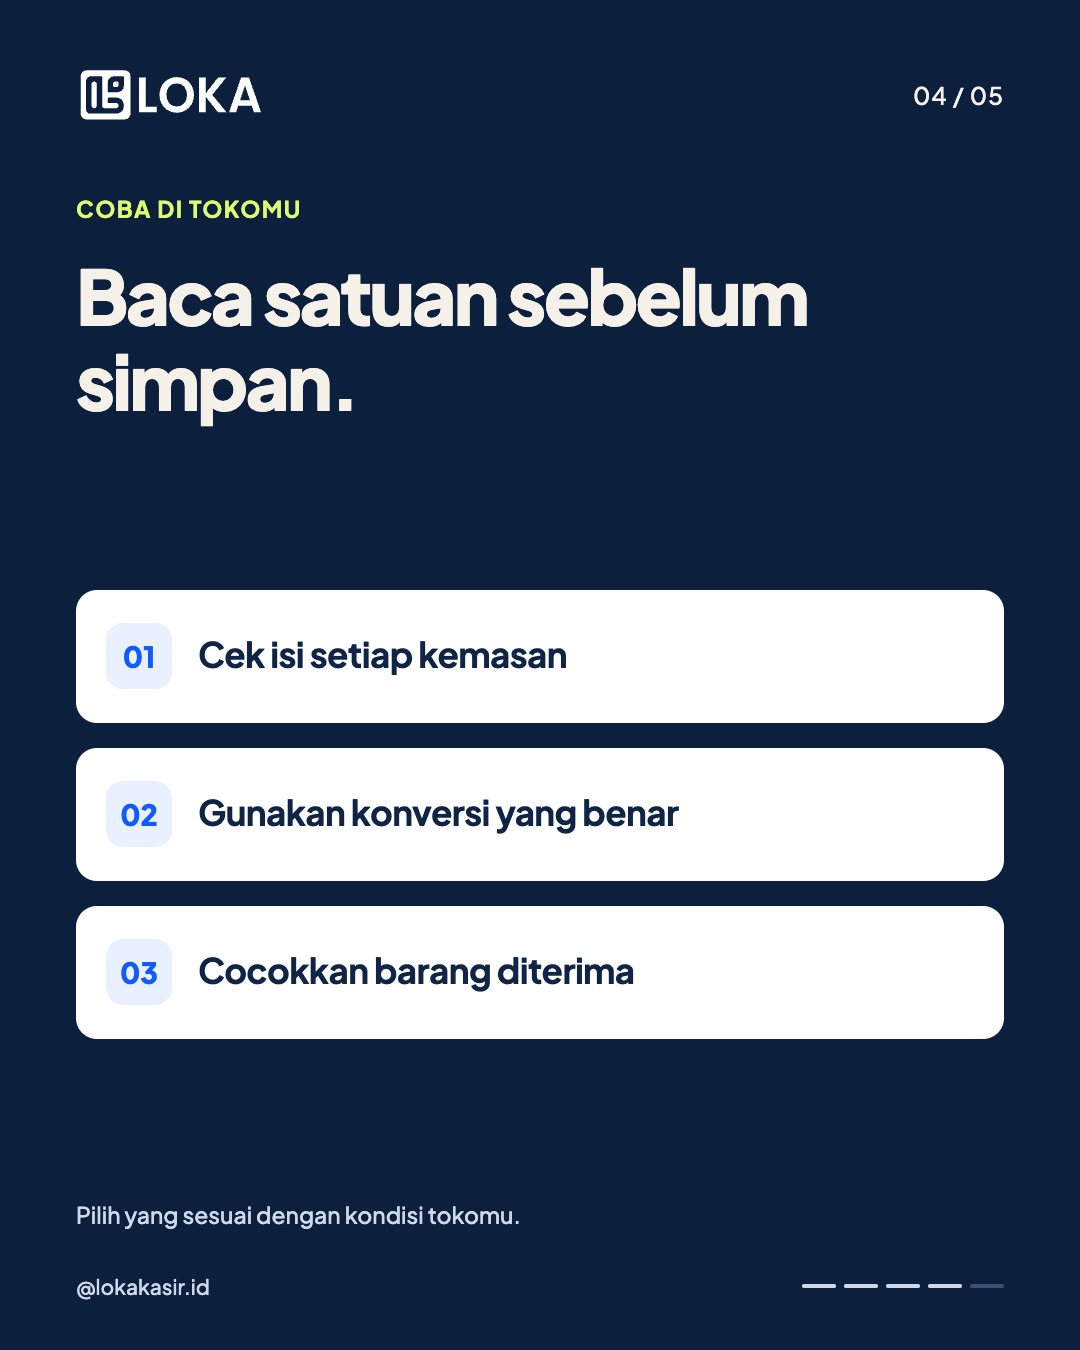 LOKA
04 / 05
COBA DI TOKOMU
Baca satuan sebelum
simpan.
01 Cek isi setiap kemasan
02 Gunakan konversi yang benar
03 Cocokkan barang diterima
Pilih yang sesuai dengan kondisi tokomu.
@lokakasir.id